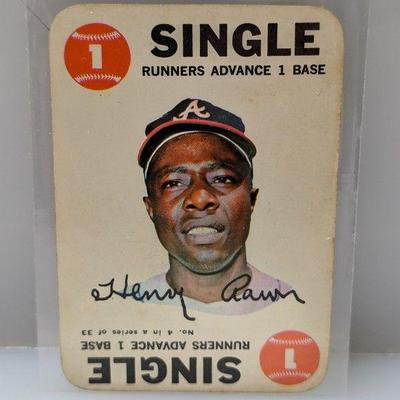 1 SINGLE
RUNNERS ADVANCE 1 BASE
A
Henry Aaron
No. 4 in a series of 33
RUNNERS ADVANCE 1 BASE
SINGLE 1